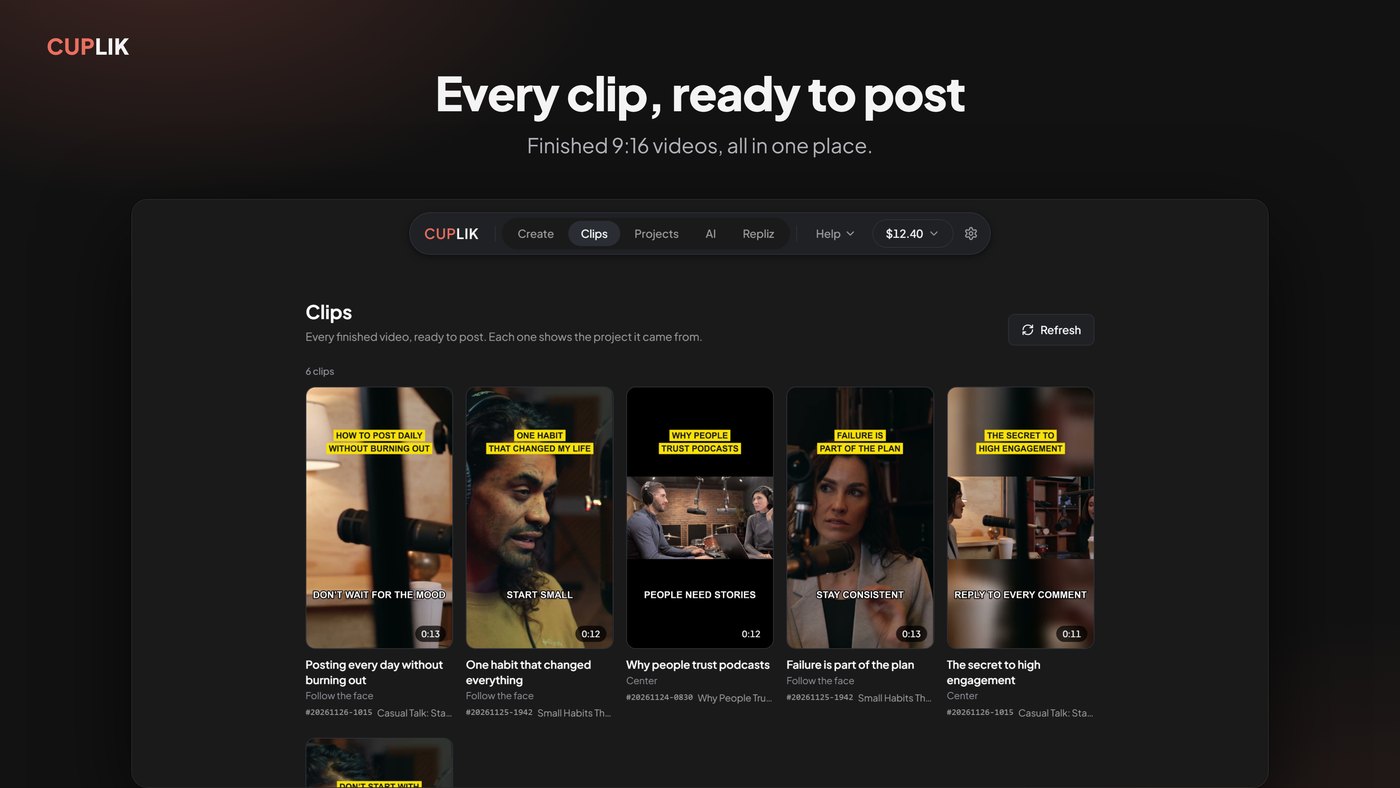 CUPLIK
Every clip, ready to post
Finished 9:16 videos, all in one place.
CUPLIK
Create
Clips
Projects
AI
Repliz
Help
$12.40
Clips
Every finished video, ready to post. Each one shows the project it came from.
Refresh
6 clips
HOW TO POST DAILY
WITHOUT BURNING OUT
DON'T WAIT FOR THE MOOD
0:13
Posting every day without
burning out
Follow the face
#20261126-1015 Casual Talk: Sta...
ONE HABIT
THAT CHANGED MY LIFE
START SMALL
0:12
One habit that changed
everything
Follow the face
#20261125-1942 Small Habits Th...
WHY PEOPLE
TRUST PODCASTS
PEOPLE NEED STORIES
0:12
Why people trust podcasts
Center
#20261124-0830 Why People Tru...
FAILURE IS
PART OF THE PLAN
STAY CONSISTENT
0:13
Failure is part of the plan
Follow the face
#20261125-1942 Small Habits Th...
THE SECRET TO
HIGH ENGAGEMENT
REPLY TO EVERY COMMENT
0:11
The secret to high
engagement
Center
#20261126-1015 Casual Talk: Sta...
DON'T START WITH